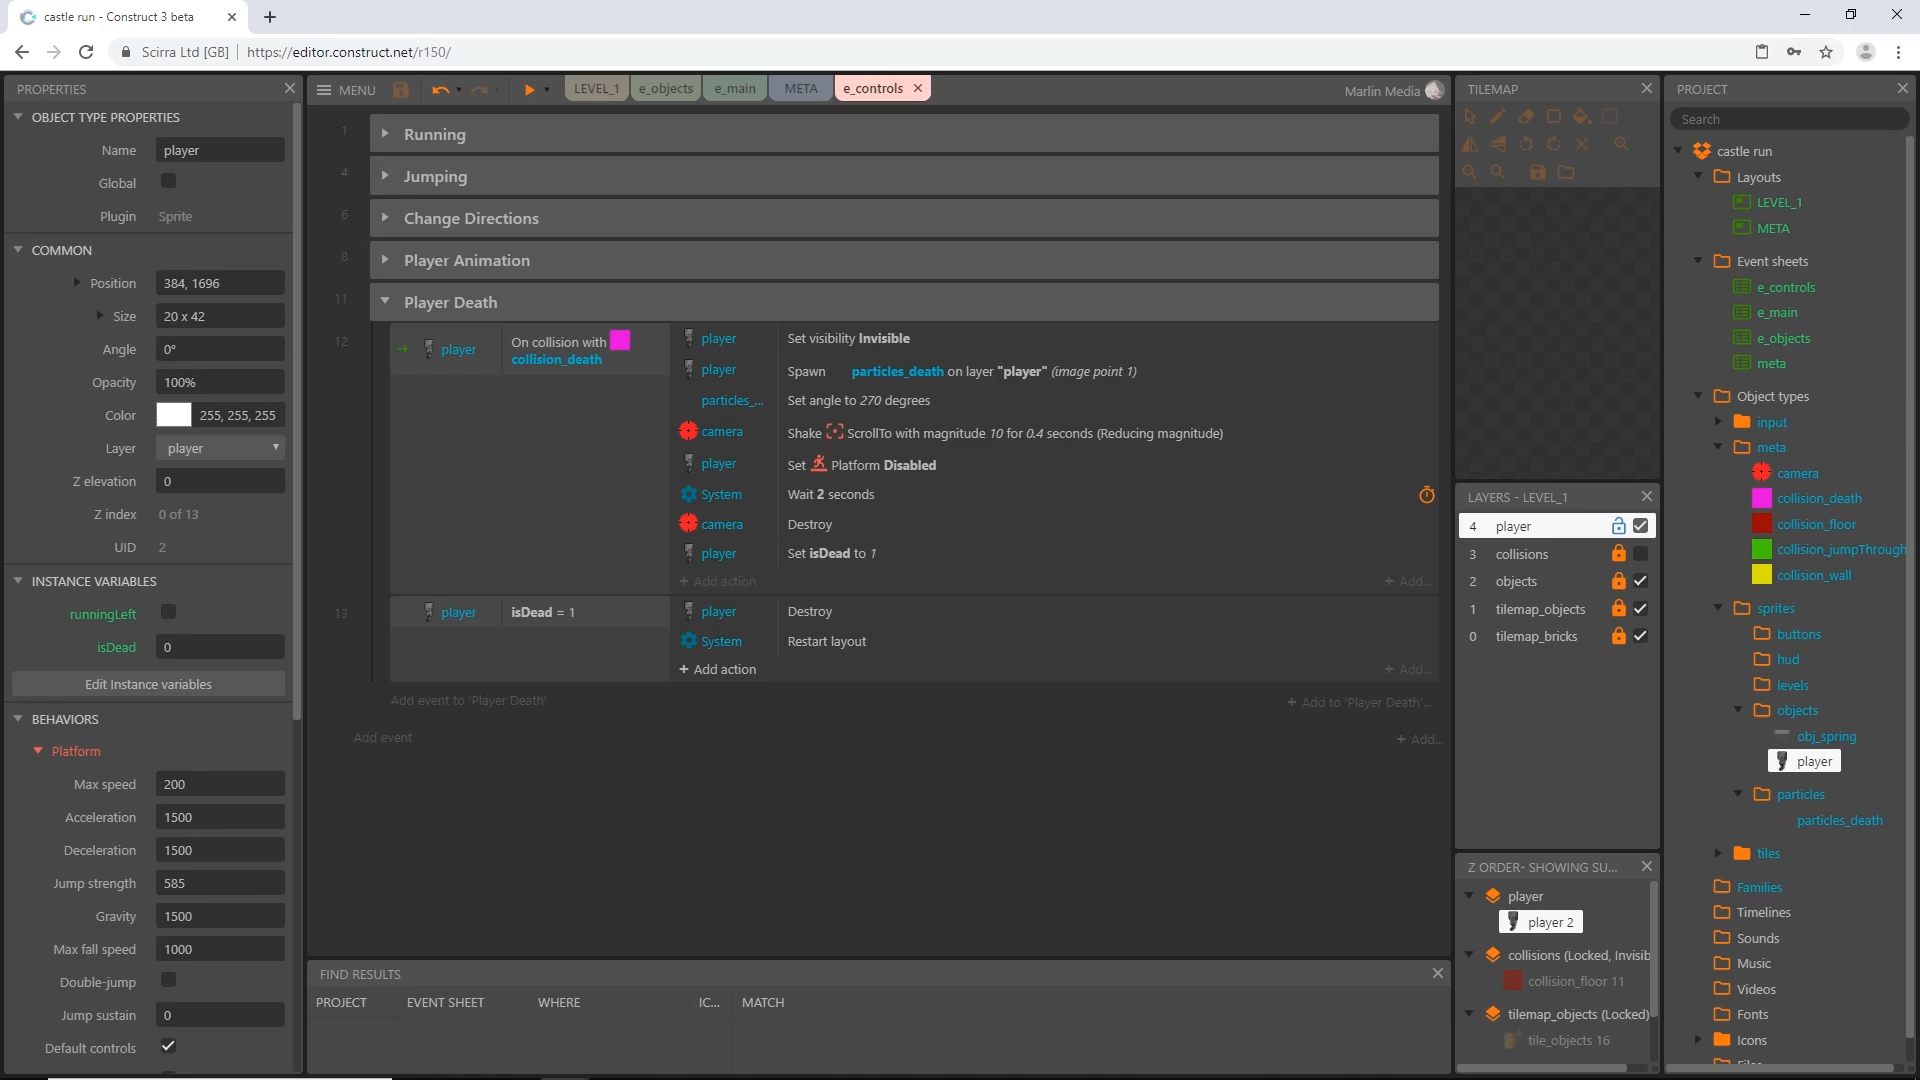 castle run - Construct 3 beta
Scirra Ltd [GB] | https://editor.construct.net/r150/
PROPERTIES
OBJECT TYPE PROPERTIES
Name player
Global
Plugin Sprite
COMMON
Position 384, 1696
Size 20 x 42
Angle 0°
Opacity 100%
Color 255, 255, 255
Layer player
Z elevation 0
Z index 0 of 13
UID 2
INSTANCE VARIABLES
runningLeft
isDead 0
Edit Instance variables
BEHAVIORS
Platform
Max speed 200
Acceleration 1500
Deceleration 1500
Jump strength 585
Gravity 1500
Max fall speed 1000
Double-jump
Jump sustain 0
Default controls
MENU
LEVEL_1 e_objects e_main META e_controls
Marlin Media
1 Running
4 Jumping
6 Change Directions
8 Player Animation
11 Player Death
12 player On collision with collision_death
player Set visibility Invisible
player Spawn particles_death on layer "player" (image point 1)
particles_... Set angle to 270 degrees
camera Shake ScrollTo with magnitude 10 for 0.4 seconds (Reducing magnitude)
player Set Platform Disabled
System Wait 2 seconds
camera Destroy
player Set isDead to 1
+ Add action + Add...
13 player isDead = 1
player Destroy
System Restart layout
+ Add action + Add...
Add event to 'Player Death' + Add to 'Player Death'...
Add event + Add...
FIND RESULTS
PROJECT EVENT SHEET WHERE IC... MATCH
TILEMAP
LAYERS - LEVEL_1
4 player
3 collisions
2 objects
1 tilemap_objects
0 tilemap_bricks
Z ORDER- SHOWING SU...
player
player 2
collisions (Locked, Invisib
collision_floor 11
tilemap_objects (Locked)
tile_objects 16
PROJECT
Search
castle run
Layouts
LEVEL_1
META
Event sheets
e_controls
e_main
e_objects
meta
Object types
input
meta
camera
collision_death
collision_floor
collision_jumpThrough
collision_wall
sprites
buttons
hud
levels
objects
obj_spring
player
particles
particles_death
tiles
Families
Timelines
Sounds
Music
Videos
Fonts
Icons